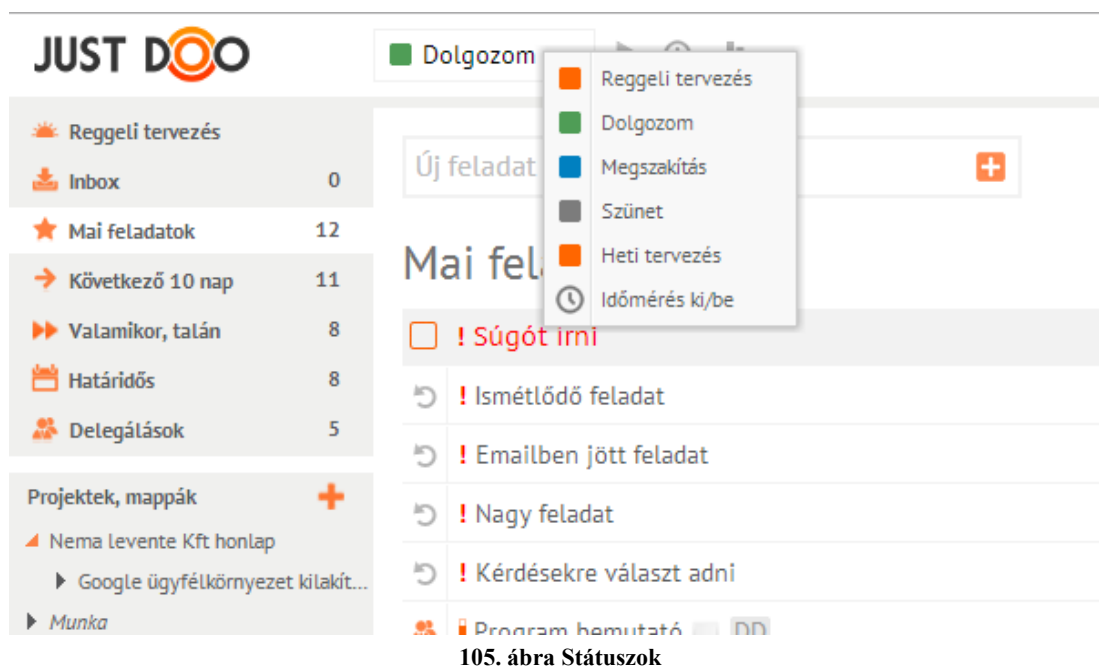 JUST DOO
Dolgozom
Reggeli tervezés
Dolgozom
Megszakítás
Szünet
Heti tervezés
Időmérés ki/be
Reggeli tervezés
Inbox 0
Mai feladatok 12
Következő 10 nap 11
Valamikor, talán 8
Határidős 8
Delegálások 5
Projektek, mappák
Nema levente Kft honlap
Google ügyfélkörnyezet kilakít...
Munka
Új feladat
Mai fel
! Súgót írni
! Ismétlődő feladat
! Emailben jött feladat
! Nagy feladat
! Kérdésekre választ adni
Program bemutató DD
105. ábra Státuszok